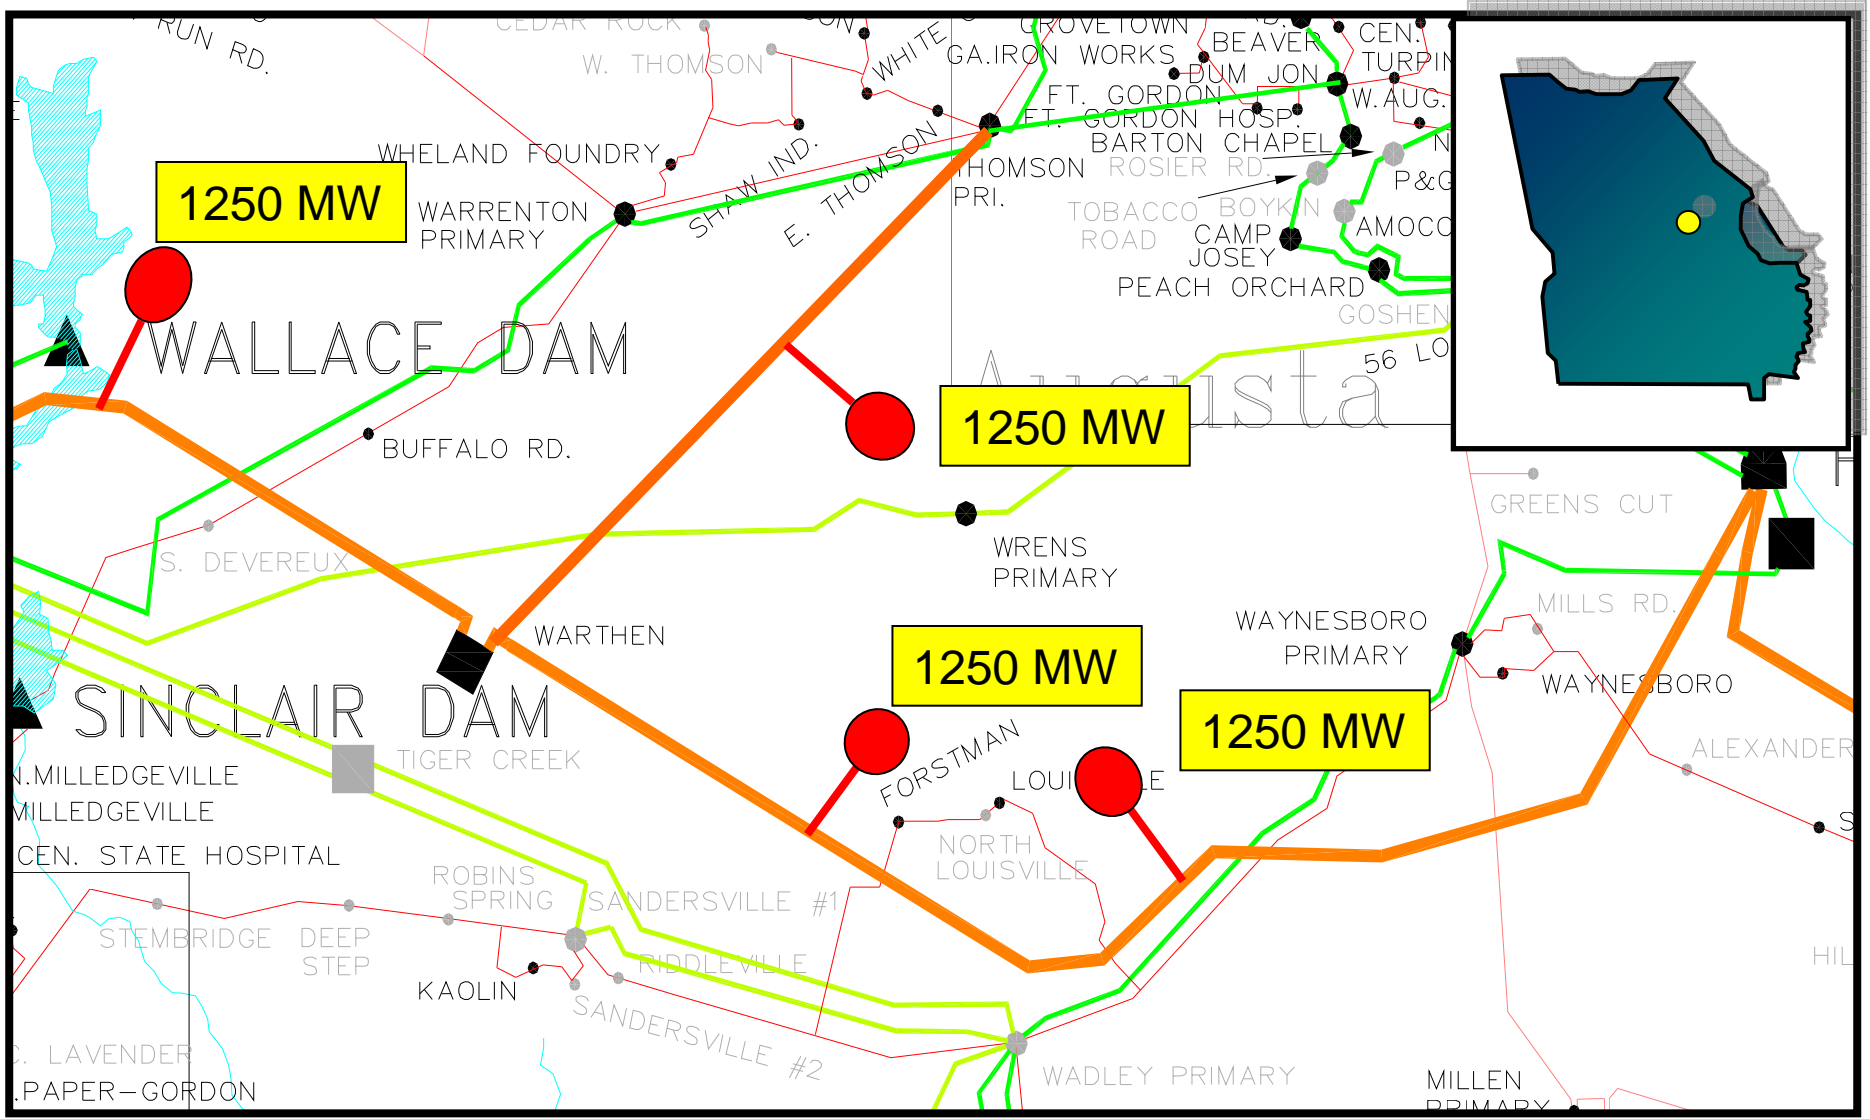 RUN RD.
CEDAR ROCK
W. THOMSON
WHITE
GROVETOWN
GA.IRON WORKS
BEAVER
CEN.
TURPIN
DUM JON
FT. GORDON
W.AUG.
FT. GORDON HOSP.
BARTON CHAPEL
N
ROSIER RD.
P&G
WHELAND FOUNDRY
SHAW IND.
E. THOMSON
THOMSON
PRI.
1250 MW
WARRENTON
PRIMARY
TOBACCO
ROAD
BOYKIN
AMOCO
CAMP
JOSEY
PEACH ORCHARD
GOSHEN
WALLACE DAM
56 LO
Augusta
1250 MW
BUFFALO RD.
GREENS CUT
S. DEVEREUX
WRENS
PRIMARY
MILLS RD.
WARTHEN
WAYNESBORO
PRIMARY
1250 MW
WAYNESBORO
SINCLAIR DAM
1250 MW
TIGER CREEK
FORSTMAN
ALEXANDER
N.MILLEDGEVILLE
LOUI LE
MILLEDGEVILLE
S
CEN. STATE HOSPITAL
NORTH
LOUISVILLE
ROBINS
SPRING
SANDERSVILLE #1
STEMBRIDGE
DEEP
STEP
RIDDLEVILLE
HIL
KAOLIN
SANDERSVILLE #2
C. LAVENDER
.PAPER-GORDON
WADLEY PRIMARY
MILLEN
PRIMARY